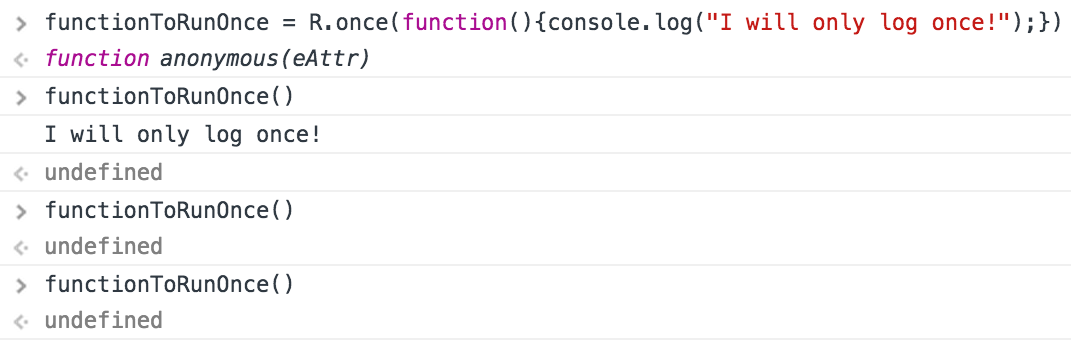 > functionToRunOnce = R.once(function(){console.log("I will only log once!");})
< function anonymous(eAttr)
> functionToRunOnce()
I will only log once!
< undefined
> functionToRunOnce()
< undefined
> functionToRunOnce()
< undefined